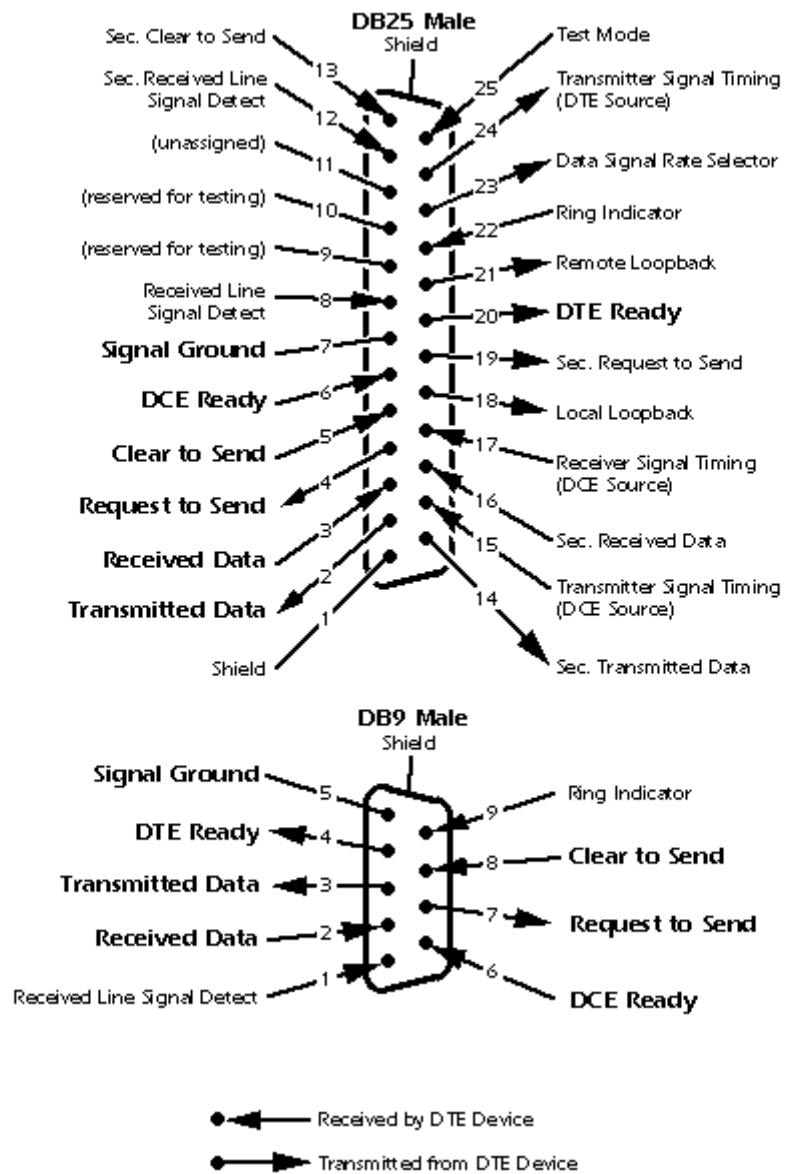 DB25 Male
Shield
Sec. Clear to Send
13
Sec. Received Line
Signal Detect
12
(unassigned)
11
(reserved for testing)
10
(reserved for testing)
9
Received Line
Signal Detect
8
Signal Ground
7
DCE Ready
6
Clear to Send
5
Request to Send
4
Received Data
3
Transmitted Data
2
Shield
1
Test Mode
25
Transmitter Signal Timing
(DTE Source)
24
Data Signal Rate Selector
23
Ring Indicator
22
Remote Loopback
21
DTE Ready
20
Sec. Request to Send
19
Local Loopback
18
Receiver Signal Timing
(DCE Source)
17
Sec. Received Data
16
Transmitter Signal Timing
(DCE Source)
15
Sec. Transmitted Data
14
DB9 Male
Shield
Signal Ground
5
DTE Ready
4
Transmitted Data
3
Received Data
2
Received Line Signal Detect
1
Ring Indicator
9
Clear to Send
8
Request to Send
7
DCE Ready
6
Received by DTE Device
Transmitted from DTE Device